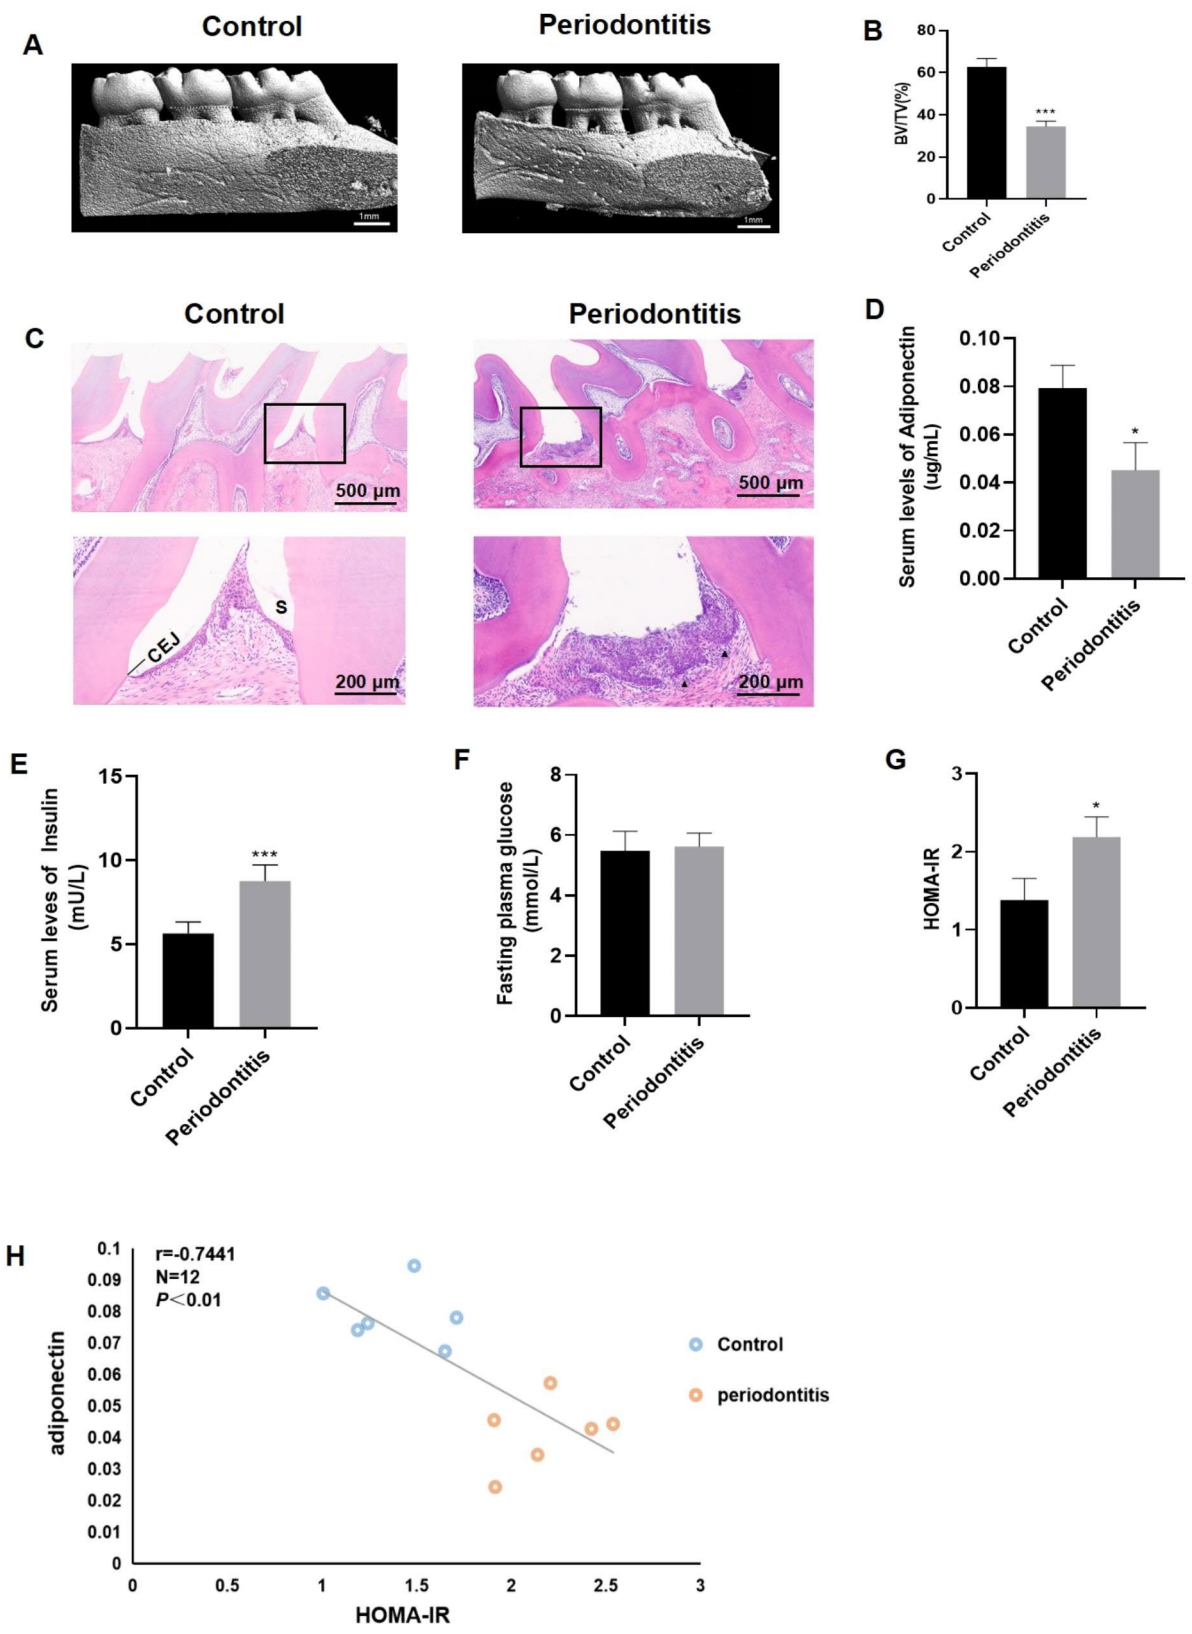 A
Control
Periodontitis
1mm
1mm
B
BV/TV(%)
80
60
40
20
0
***
Control
Periodontitis
C
Control
Periodontitis
500 μm
500 μm
CEJ
S
200 μm
200 μm
D
Serum levels of Adiponectin
(ug/mL)
0.10
0.08
0.06
0.04
0.02
0.00
*
Control
Periodontitis
E
Serum leves of Insulin
(mU/L)
15
10
5
0
***
Control
Periodontitis
F
Fasting plasma glucose
(mmol/L)
8
6
4
2
0
Control
Periodontitis
G
HOMA-IR
3
2
1
0
*
Control
Periodontitis
H
adiponectin
0.1
0.09
0.08
0.07
0.06
0.05
0.04
0.03
0.02
0.01
0
r=-0.7441
N=12
P<0.01
Control
periodontitis
0 0.5 1 1.5 2 2.5 3
HOMA-IR